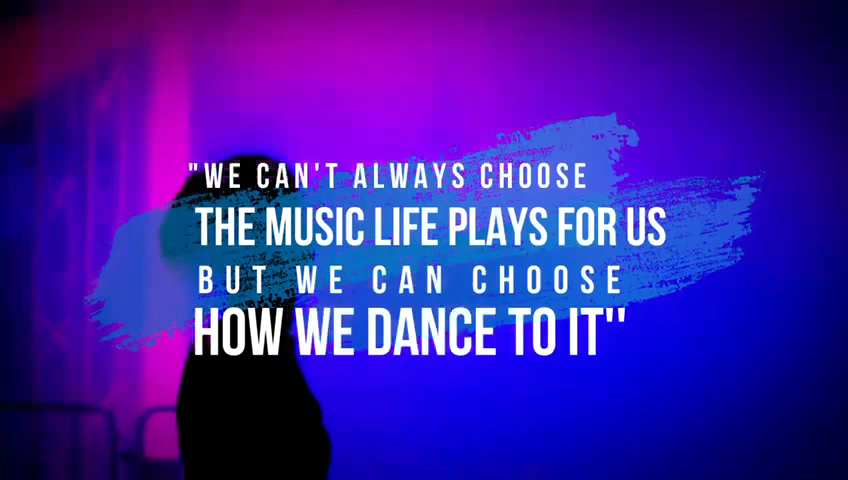 "WE CAN'T ALWAYS CHOOSE
THE MUSIC LIFE PLAYS FOR US
BUT WE CAN CHOOSE
HOW WE DANCE TO IT"